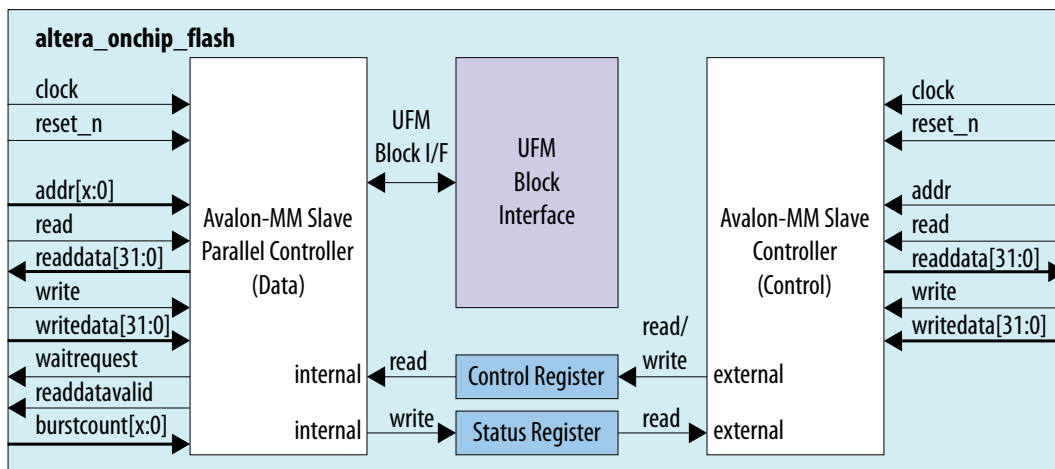 altera_onchip_flash
clock
reset_n
addr[x:0]
read
readdata[31:0]
write
writedata[31:0]
waitrequest
readdatavalid
burstcount[x:0]
Avalon-MM Slave
Parallel Controller
(Data)
internal
internal
UFM
Block I/F
UFM
Block
Interface
read
Control Register
read/
write
write
Status Register
read
Avalon-MM Slave
Controller
(Control)
external
external
clock
reset_n
addr
read
readdata[31:0]
write
writedata[31:0]